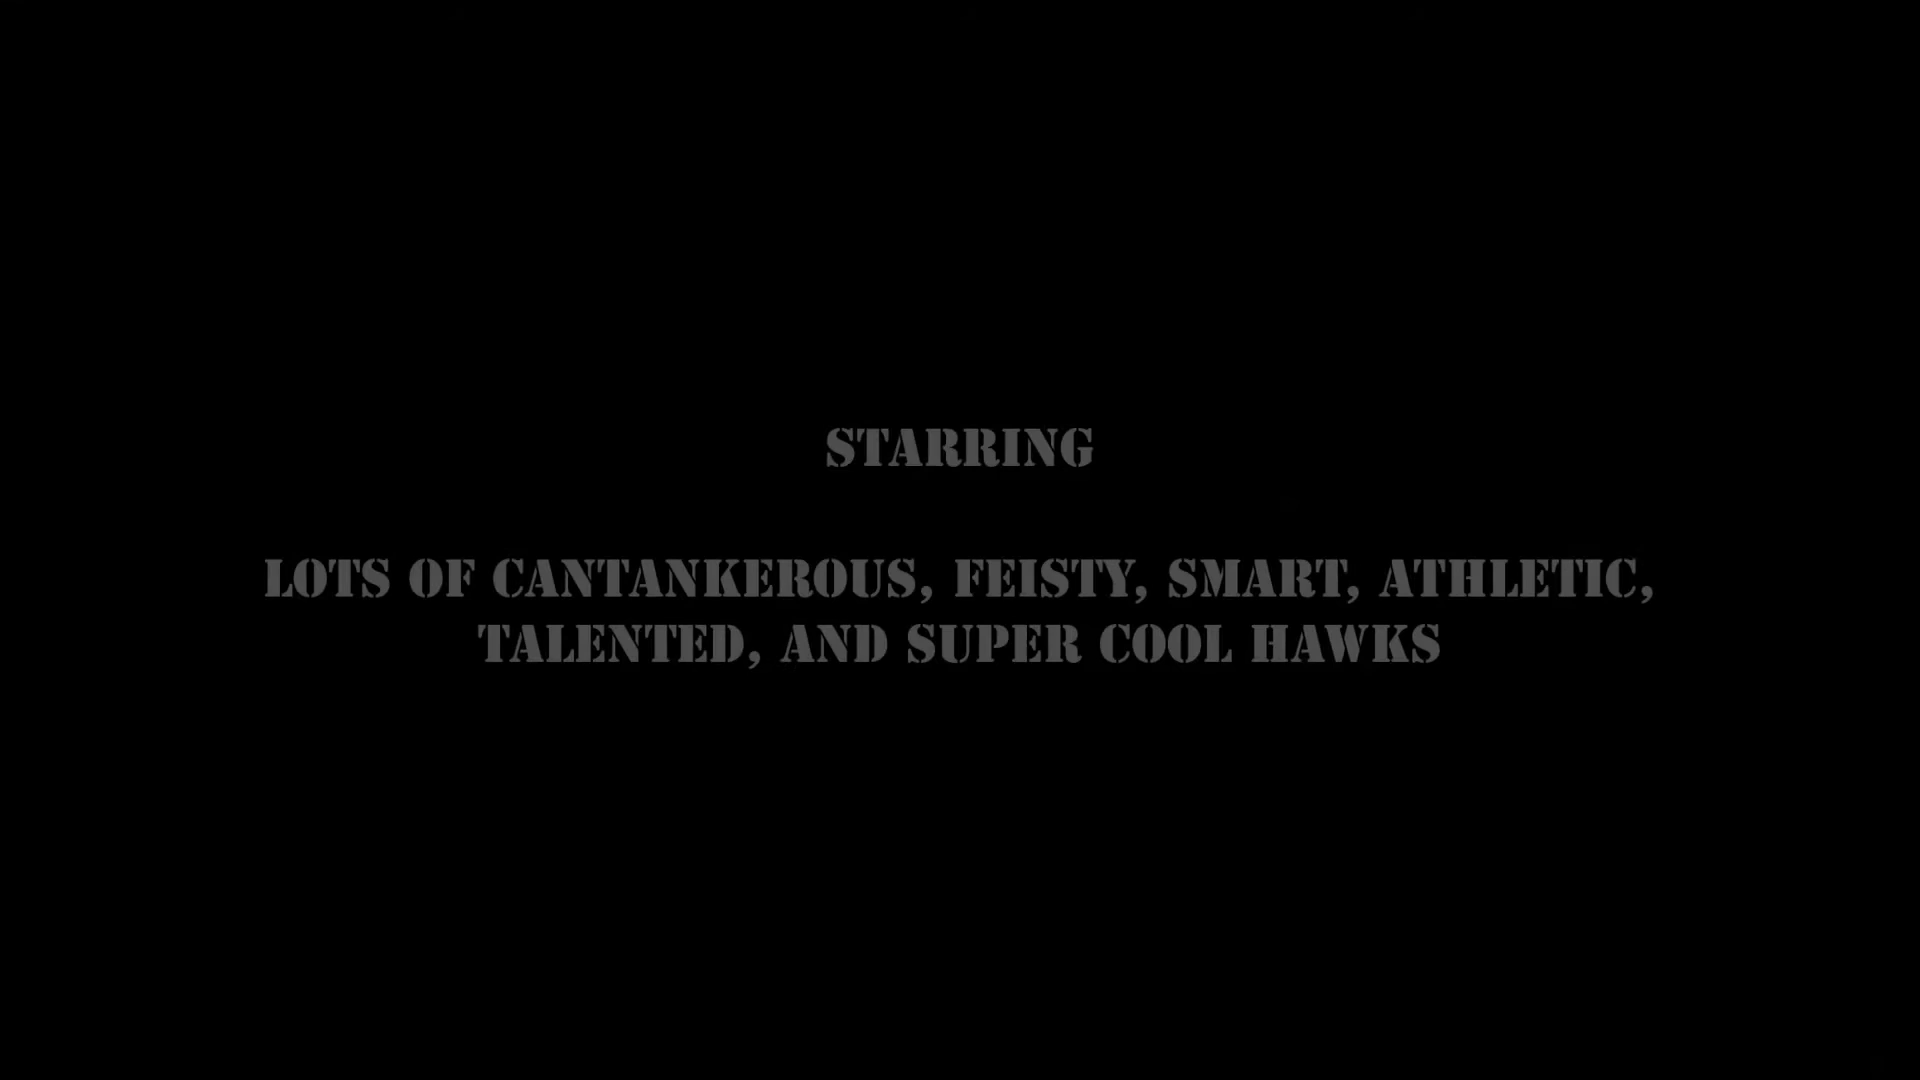 STARRING
LOTS OF CANTANKEROUS, FEISTY, SMART, ATHLETIC,
TALENTED, AND SUPER COOL HAWKS